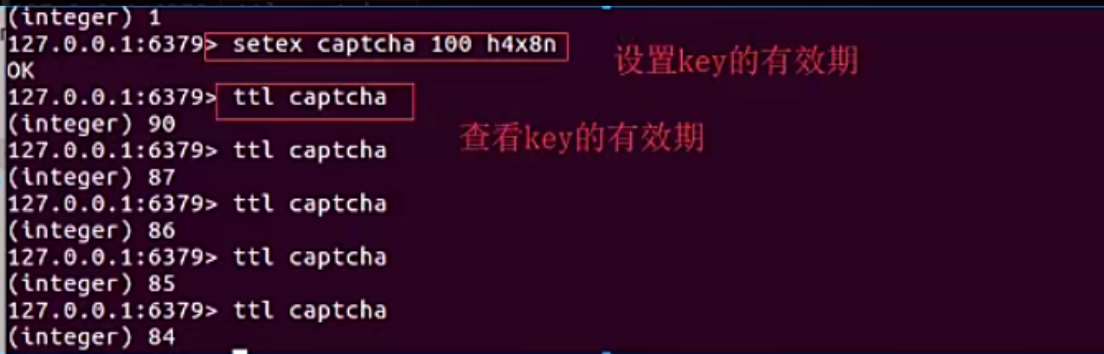 (integer) 1
127.0.0.1:6379> setex captcha 100 h4x8n
设置key的有效期
OK
127.0.0.1:6379> ttl captcha
(integer) 90
查看key的有效期
127.0.0.1:6379> ttl captcha
(integer) 87
127.0.0.1:6379> ttl captcha
(integer) 86
127.0.0.1:6379> ttl captcha
(integer) 85
127.0.0.1:6379> ttl captcha
(integer) 84